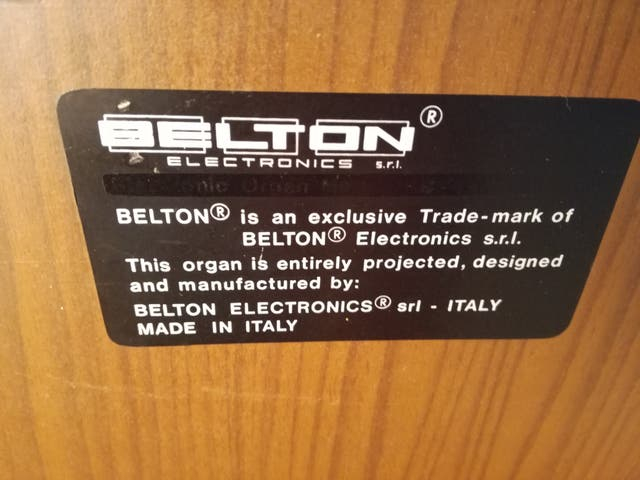 BELTON®
ELECTRONICS s.r.l.
Organ
BELTON® is an exclusive Trade-mark of
BELTON® Electronics s.r.l.
This organ is entirely projected, designed
and manufactured by:
BELTON ELECTRONICS® srl - ITALY
MADE IN ITALY